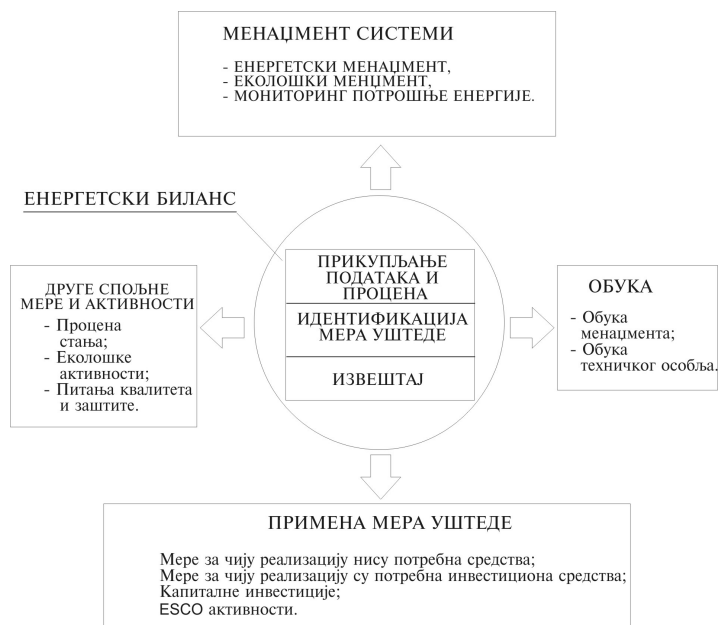 МЕНАЏМЕНТ СИСТЕМИ
- ЕНЕРГЕТСКИ МЕНАЏМЕНТ,
- ЕКОЛОШКИ МЕНЏМЕНТ,
- МОНИТОРИНГ ПОТРОШЊЕ ЕНЕРГИЈЕ.
ЕНЕРГЕТСКИ БИЛАНС
ПРИКУПЉАЊЕ
ПОДАТАКА И
ПРОЦЕНА
ИДЕНТИФИКАЦИЈА
МЕРА УШТЕДЕ
ИЗВЕШТАЈ
ДРУГЕ СПОЉНЕ
МЕРЕ И АКТИВНОСТИ
- Процена
стања;
- Еколошке
активности;
- Питања квалитета
и заштите.
ОБУКА
- Обука
менаџмента;
- Обука
техничког особља.
ПРИМЕНА МЕРА УШТЕДЕ
Мере за чију реализацију нису потребна средства;
Мере за чију реализацију су потребна инвестициона средства;
Капиталне инвестиције;
ESCO активности.